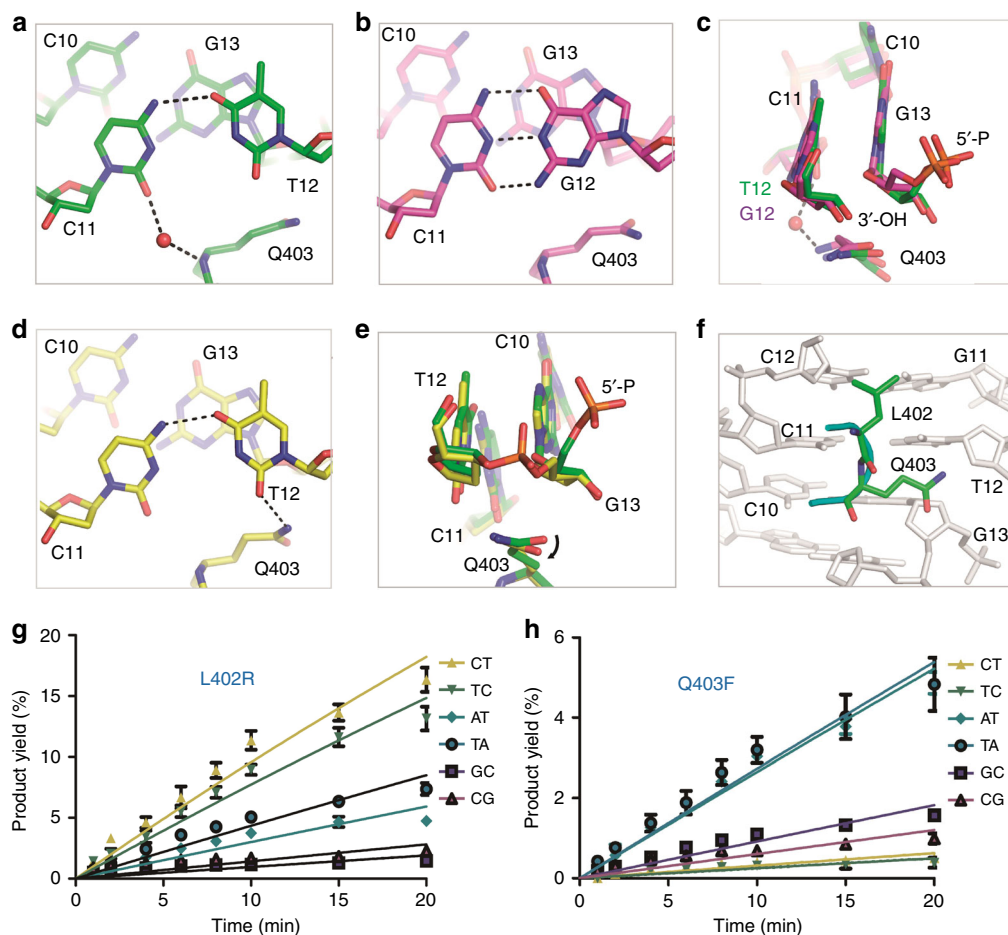 a
C10
G13
C11
T12
Q403
b
C10
G13
C11
G12
Q403
c
C10
C11
G13
5′-P
T12
G12
3′-OH
Q403
d
C10
G13
T12
C11
Q403
e
C10
T12
5′-P
C11
G13
Q403
f
C12
G11
L402
C11
Q403
T12
C10
G13
g
L402R
20
15
10
5
0
Product yield (%)
0 5 10 15 20
Time (min)
CT
TC
AT
TA
GC
CG
h
Q403F
6
4
2
0
Product yield (%)
0 5 10 15 20
Time (min)
CT
TC
AT
TA
GC
CG